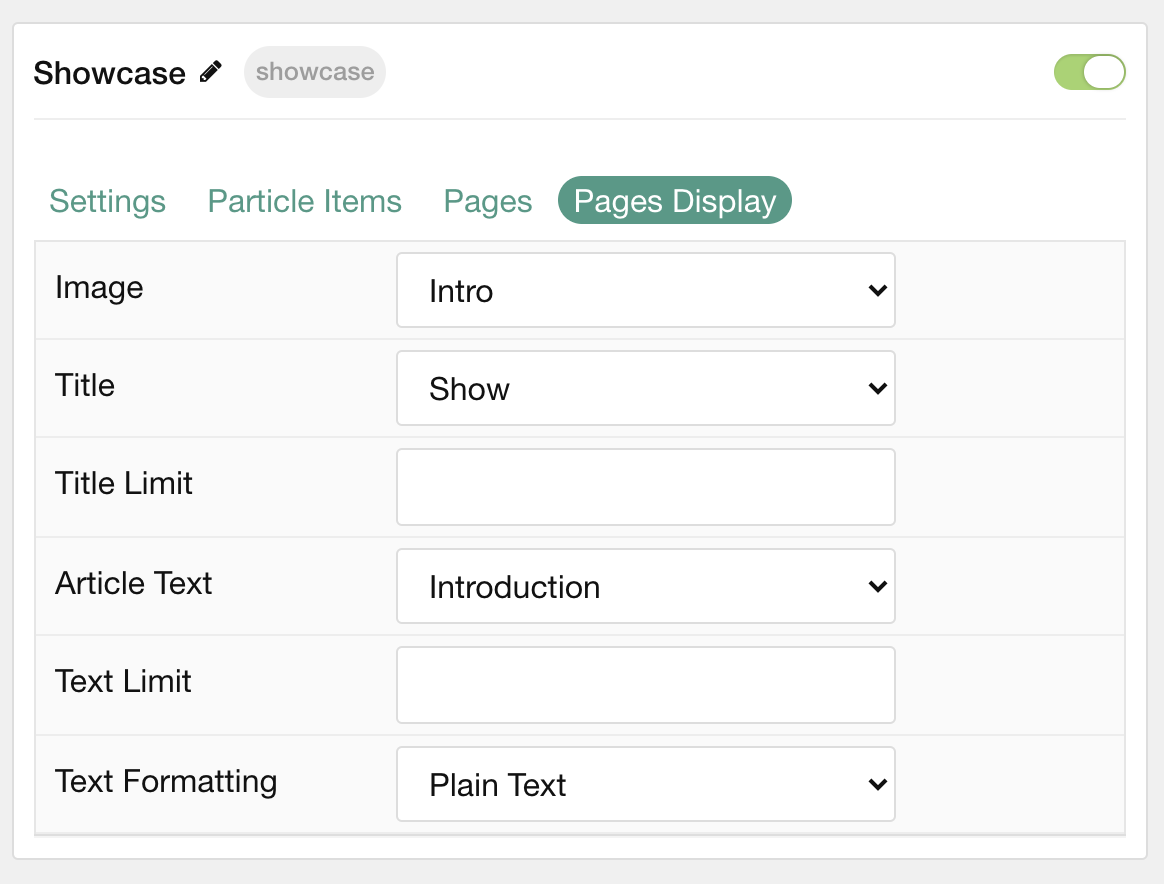 Showcase showcase
Settings Particle Items Pages Pages Display
Image Intro
Title Show
Title Limit
Article Text Introduction
Text Limit
Text Formatting Plain Text